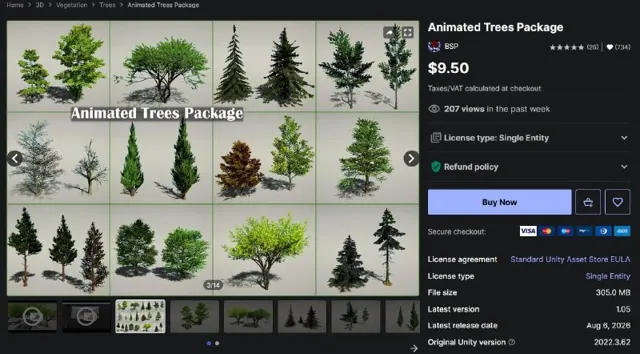 Home > 3D > Vegetation > Trees > Animated Trees Package
Animated Trees Package
BSP
(26) | (734)
$9.50
Taxes/VAT calculated at checkout
207 views in the past week
Animated Trees Package
License type: Single Entity
Refund policy
Buy Now
Secure checkout:
VISA
License agreement Standard Unity Asset Store EULA
License type Single Entity
File size 305.0 MB
Latest version 1.05
Latest release date Aug 6, 2026
Original Unity version 2022.3.62
3/14